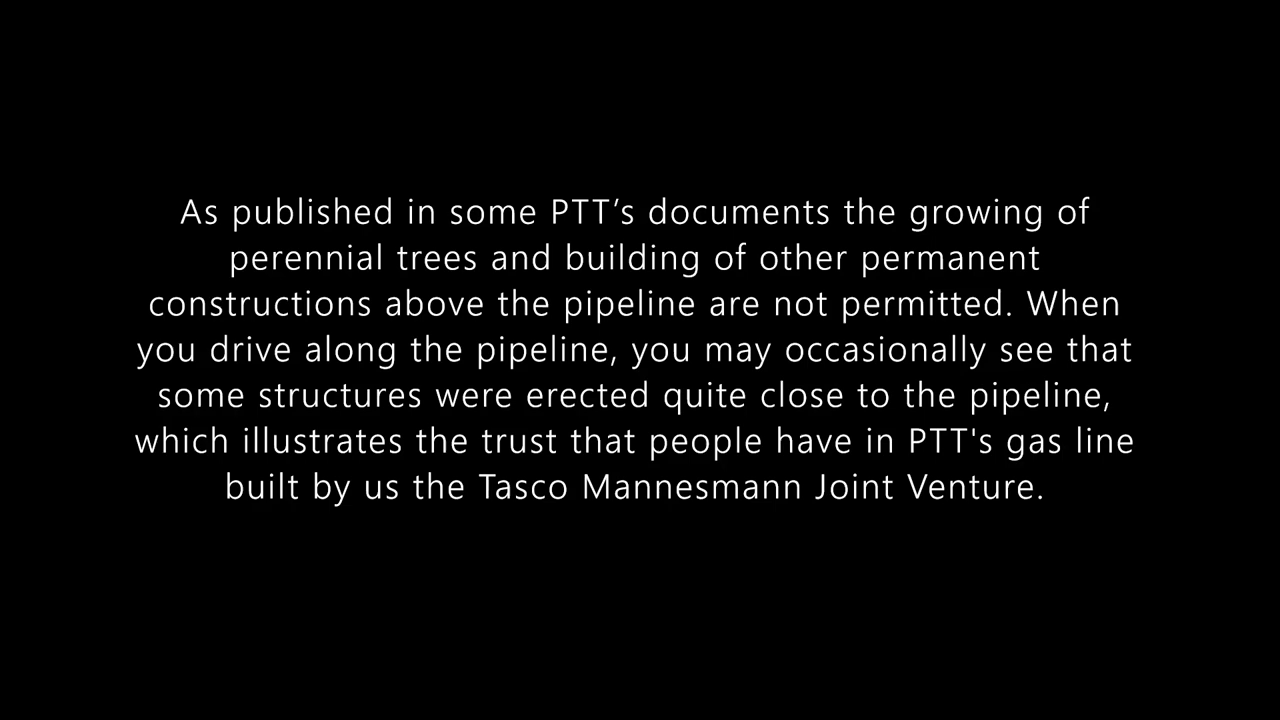 As published in some PTT’s documents the growing of
perennial trees and building of other permanent
constructions above the pipeline are not permitted. When
you drive along the pipeline, you may occasionally see that
some structures were erected quite close to the pipeline,
which illustrates the trust that people have in PTT's gas line
built by us the Tasco Mannesmann Joint Venture.